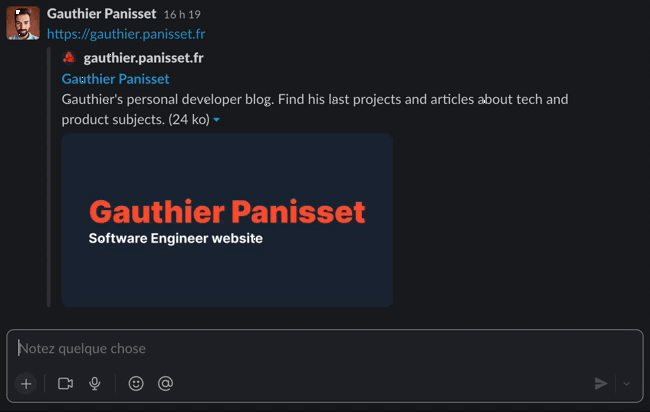 Gauthier Panisset 16 h 19
https://gauthier.panisset.fr
gauthier.panisset.fr
Gauthier Panisset
Gauthier's personal developer blog. Find his last projects and articles about tech and
product subjects. (24 ko)
Gauthier Panisset
Software Engineer website
Notez quelque chose